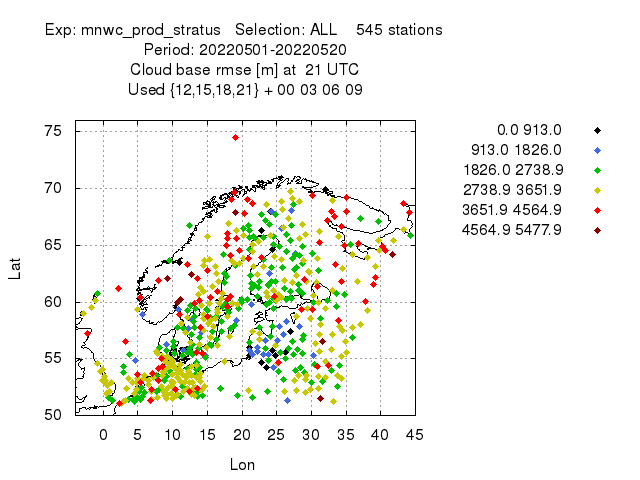 Exp: mnwc_prod_stratus Selection: ALL 545 stations
Period: 20220501-20220520
Cloud base rmse [m] at 21 UTC
Used {12,15,18,21} + 00 03 06 09
0.0 913.0
913.0 1826.0
1826.0 2738.9
2738.9 3651.9
3651.9 4564.9
4564.9 5477.9
75
70
65
60
55
50
Lat
0 5 10 15 20 25 30 35 40 45
Lon